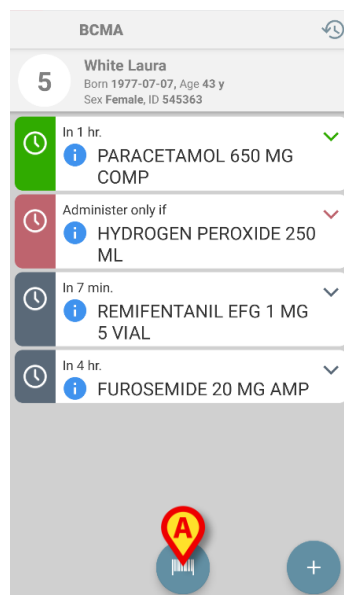 BCMA
5
White Laura
Born 1977-07-07, Age 43 y
Sex Female, ID 545363
In 1 hr.
PARACETAMOL 650 MG
COMP
Administer only if
HYDROGEN PEROXIDE 250
ML
In 7 min.
REMIFENTANIL EFG 1 MG
5 VIAL
In 4 hr.
FUROSEMIDE 20 MG AMP
A
+